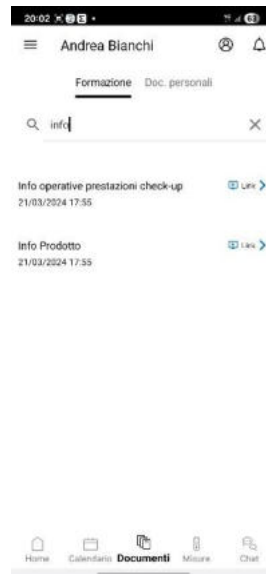 20:02
Andrea Bianchi
Formazione Doc. personali
info
Info operative prestazioni check-up Link
21/03/2024 17:55
Info Prodotto Link
21/03/2024 17:55
Home Calendario Documenti Misure Chat